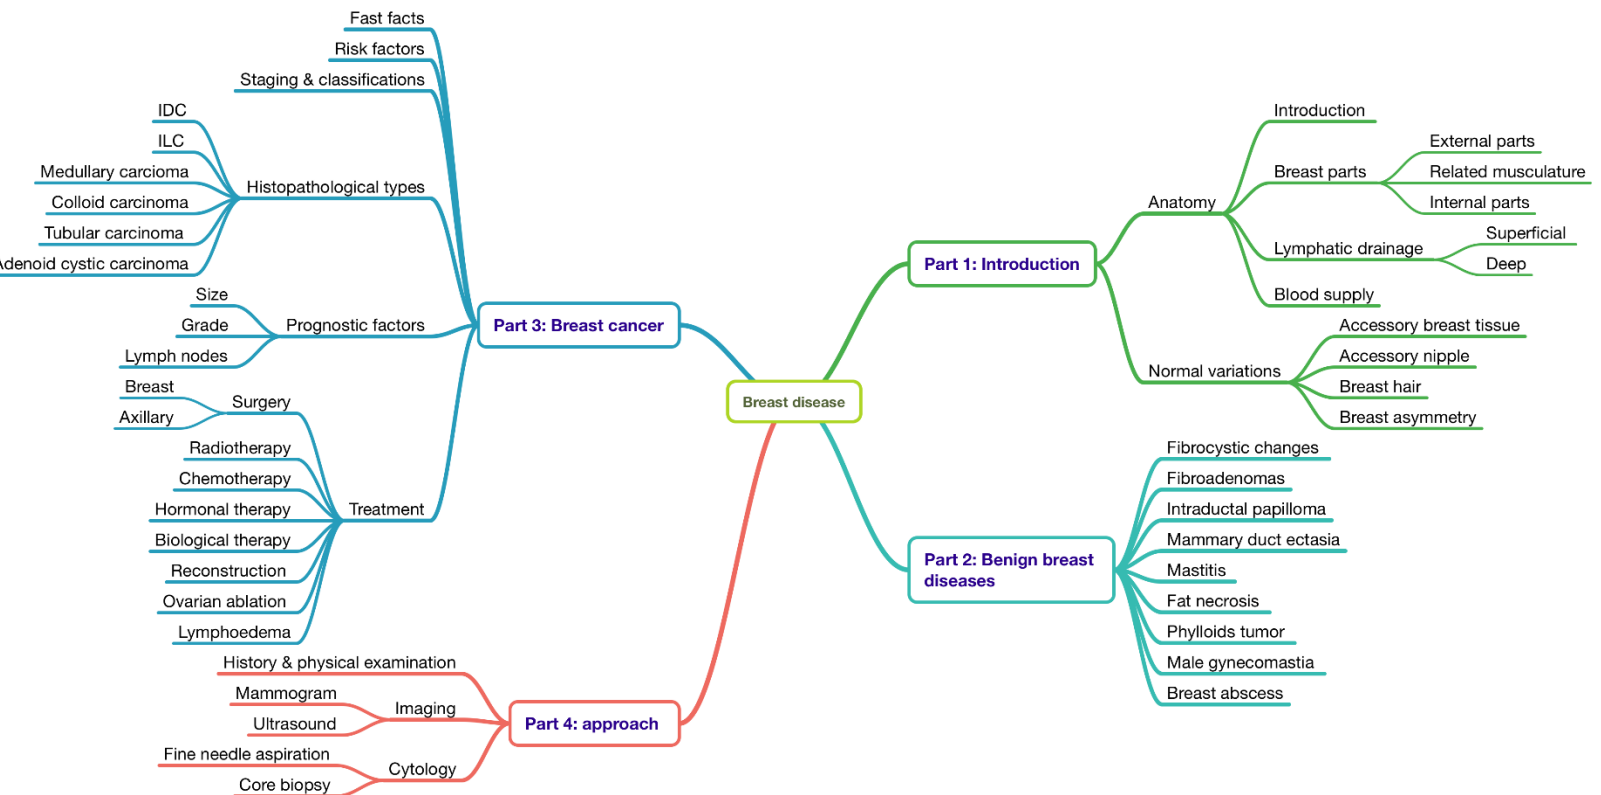 Fast facts
Risk factors
Staging & classifications
IDC
ILC
Medullary carcioma
Colloid carcinoma
Tubular carcinoma
Adenoid cystic carcinoma
Histopathological types
Size
Grade
Lymph nodes
Prognostic factors
Part 3: Breast cancer
Breast
Axillary
Surgery
Radiotherapy
Chemotherapy
Hormonal therapy
Biological therapy
Reconstruction
Ovarian ablation
Lymphoedema
Treatment
History & physical examination
Mammogram
Ultrasound
Imaging
Fine needle aspiration
Core biopsy
Cytology
Part 4: approach
Breast disease
Part 1: Introduction
Anatomy
Introduction
Breast parts
External parts
Related musculature
Internal parts
Lymphatic drainage
Superficial
Deep
Blood supply
Normal variations
Accessory breast tissue
Accessory nipple
Breast hair
Breast asymmetry
Part 2: Benign breast
diseases
Fibrocystic changes
Fibroadenomas
Intraductal papilloma
Mammary duct ectasia
Mastitis
Fat necrosis
Phylloids tumor
Male gynecomastia
Breast abscess